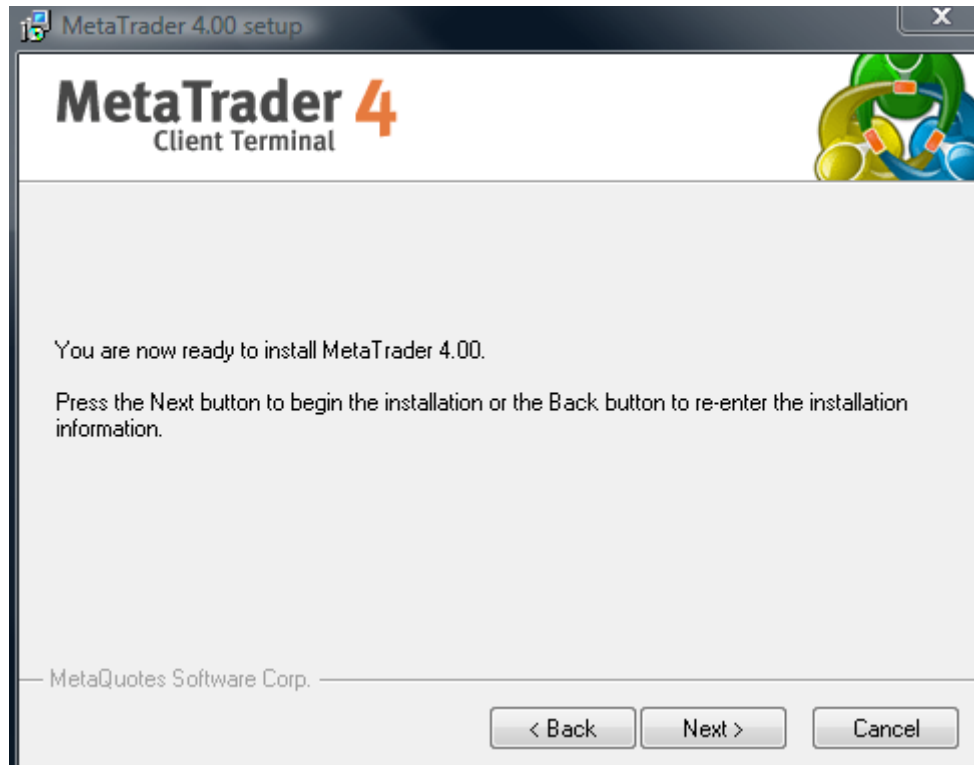 MetaTrader 4.00 setup
MetaTrader 4
Client Terminal
You are now ready to install MetaTrader 4.00.
Press the Next button to begin the installation or the Back button to re-enter the installation
information.
MetaQuotes Software Corp.
< Back Next > Cancel